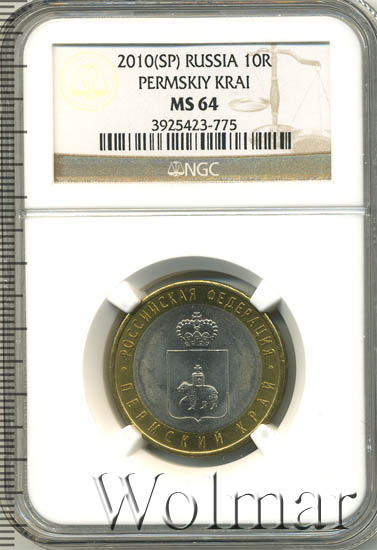 2010(SP) RUSSIA 10R
PERMSKIY KRAI
MS 64
3925423-775
NGC
РОССИЙСКАЯ ФЕДЕРАЦИЯ
ПЕРМСКИЙ КРАЙ
Wolmar